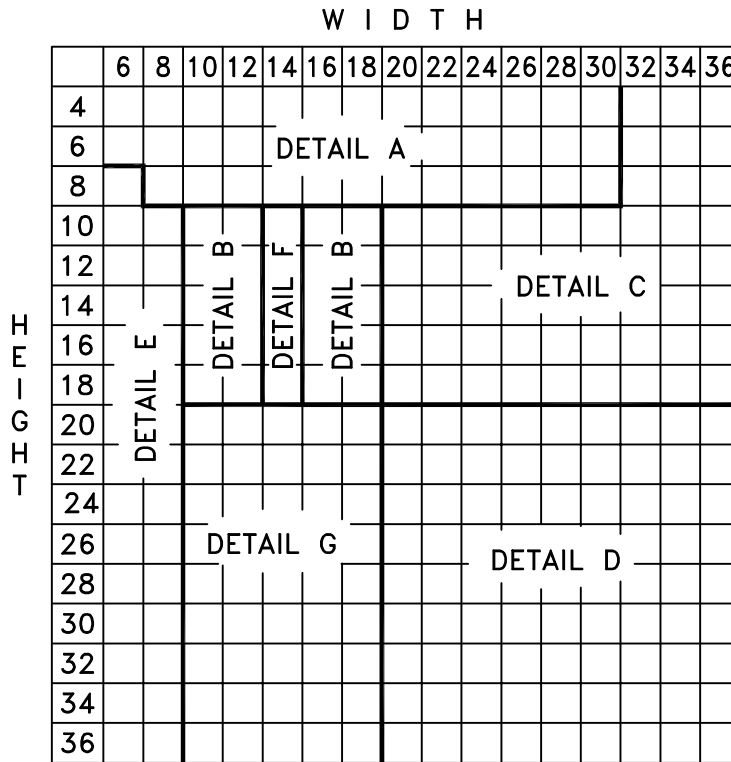 W I D T H
6 8 10 12 14 16 18 20 22 24 26 28 30 32 34 36
4
6
DETAIL A
8
10
12
14
16
18
20
22
24
26
28
30
32
34
36
HEIGHT
DETAIL E
DETAIL B
DETAIL F
DETAIL B
DETAIL C
DETAIL G
DETAIL D